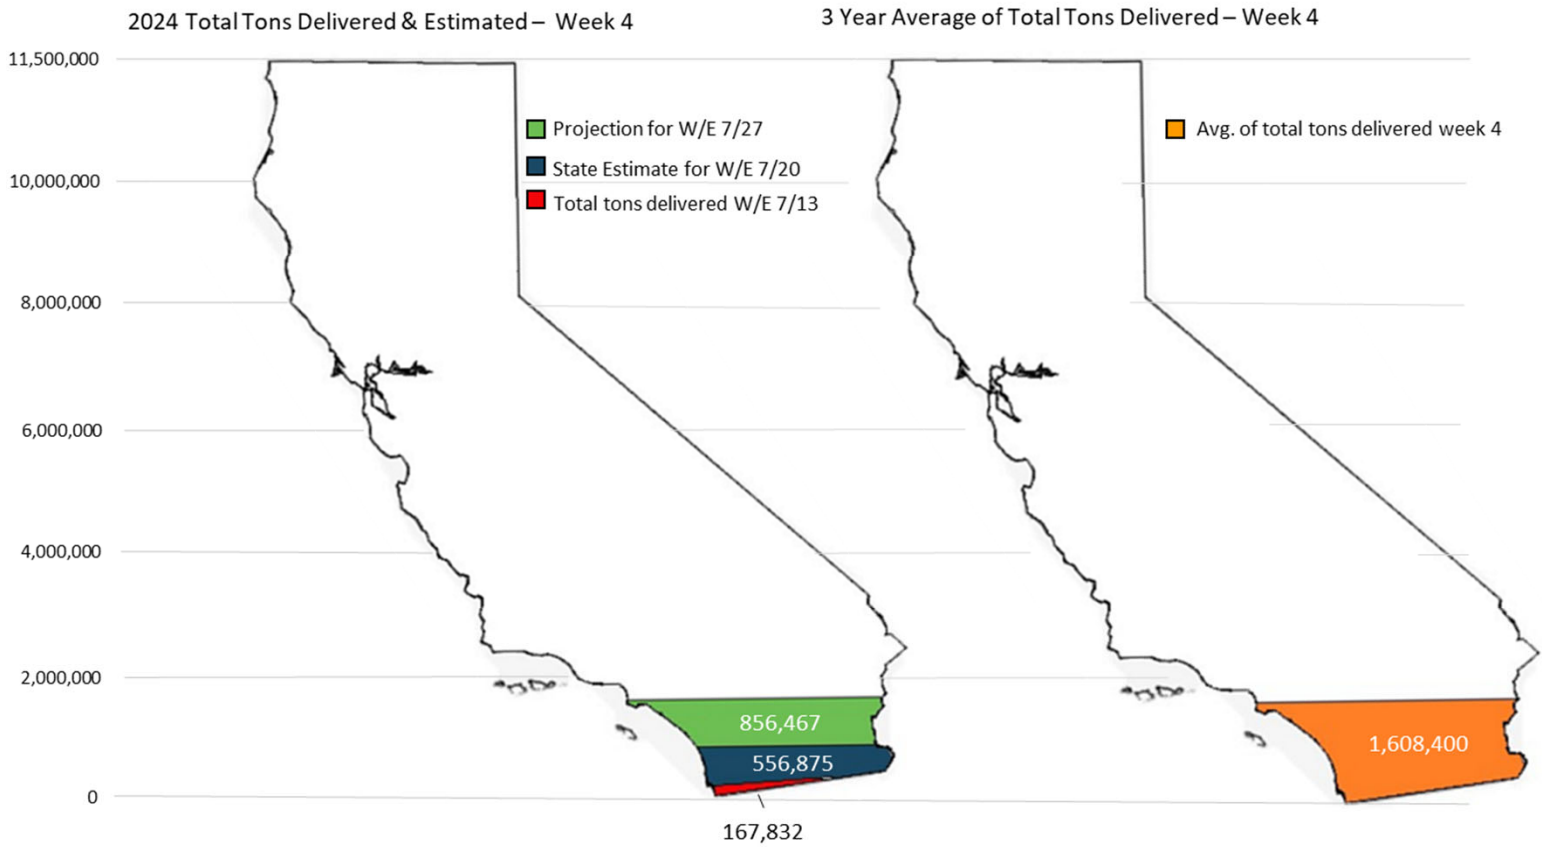 2024 Total Tons Delivered & Estimated – Week 4
3 Year Average of Total Tons Delivered – Week 4
11,500,000
10,000,000
8,000,000
6,000,000
4,000,000
2,000,000
0
Projection for W/E 7/27
State Estimate for W/E 7/20
Total tons delivered W/E 7/13
856,467
556,875
167,832
Avg. of total tons delivered week 4
1,608,400